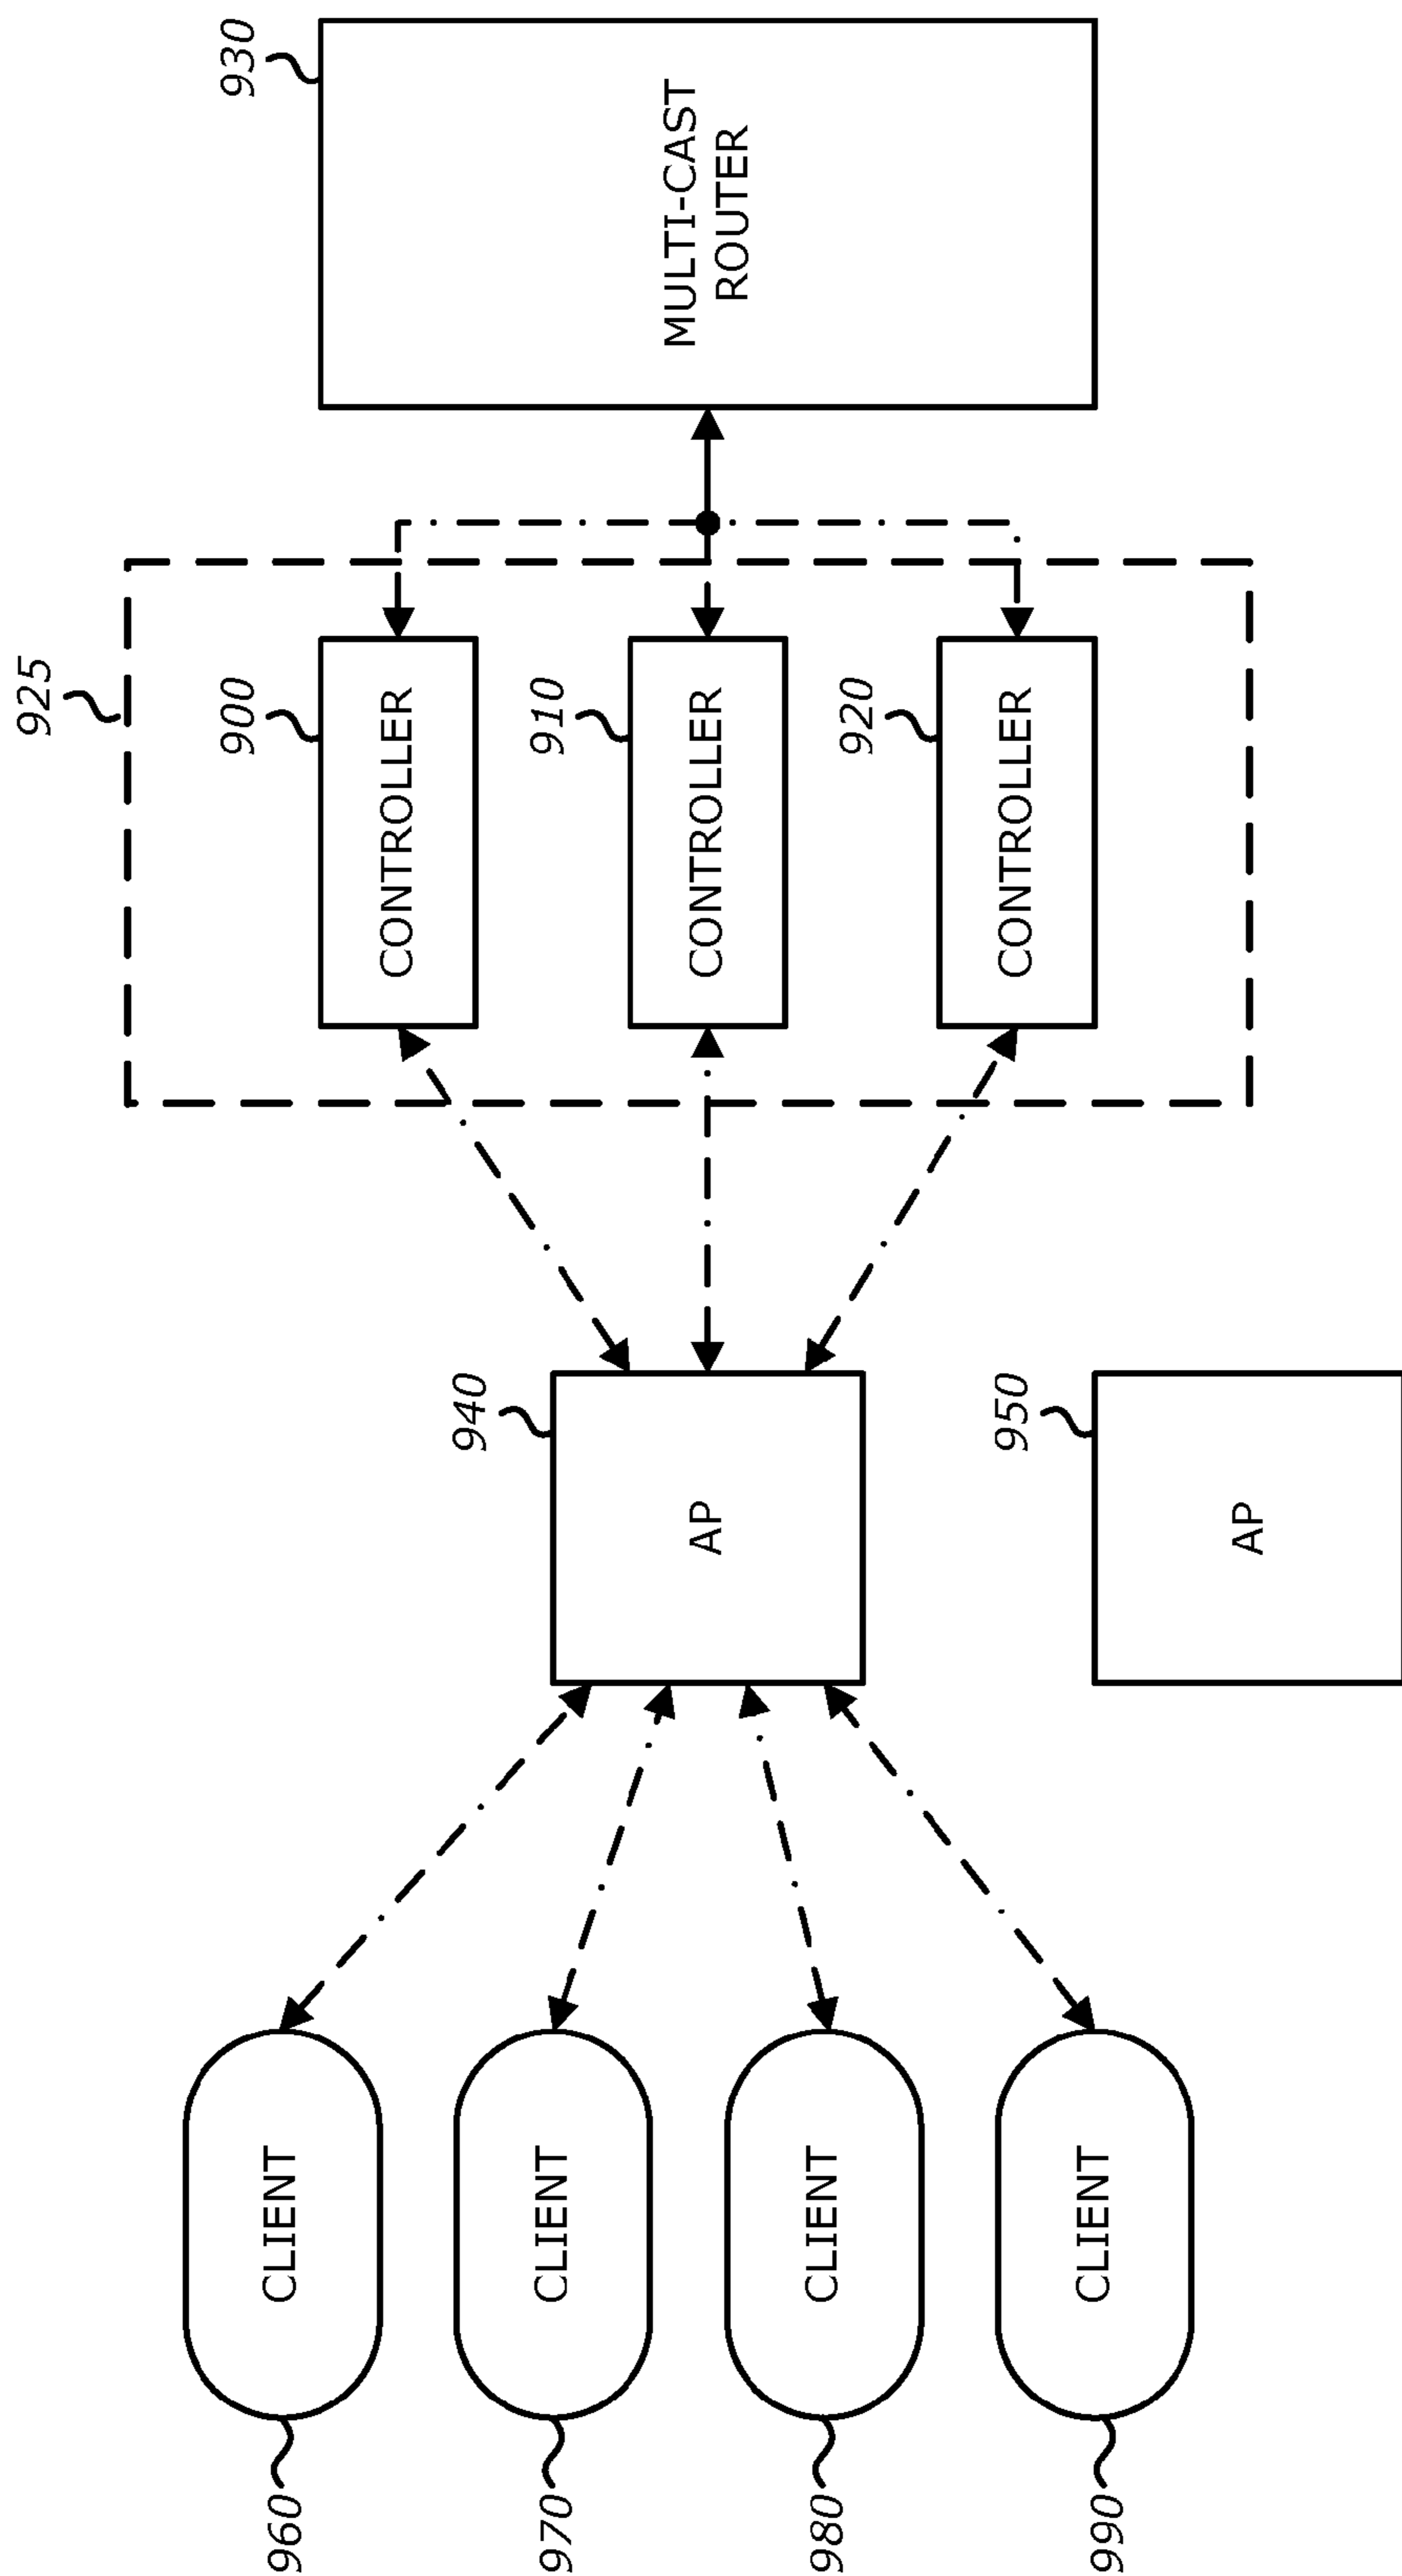 925
900
CONTROLLER
910
CONTROLLER
920
CONTROLLER
930
MULTI-CAST
ROUTER
940
AP
950
AP
960
CLIENT
970
CLIENT
980
CLIENT
990
CLIENT